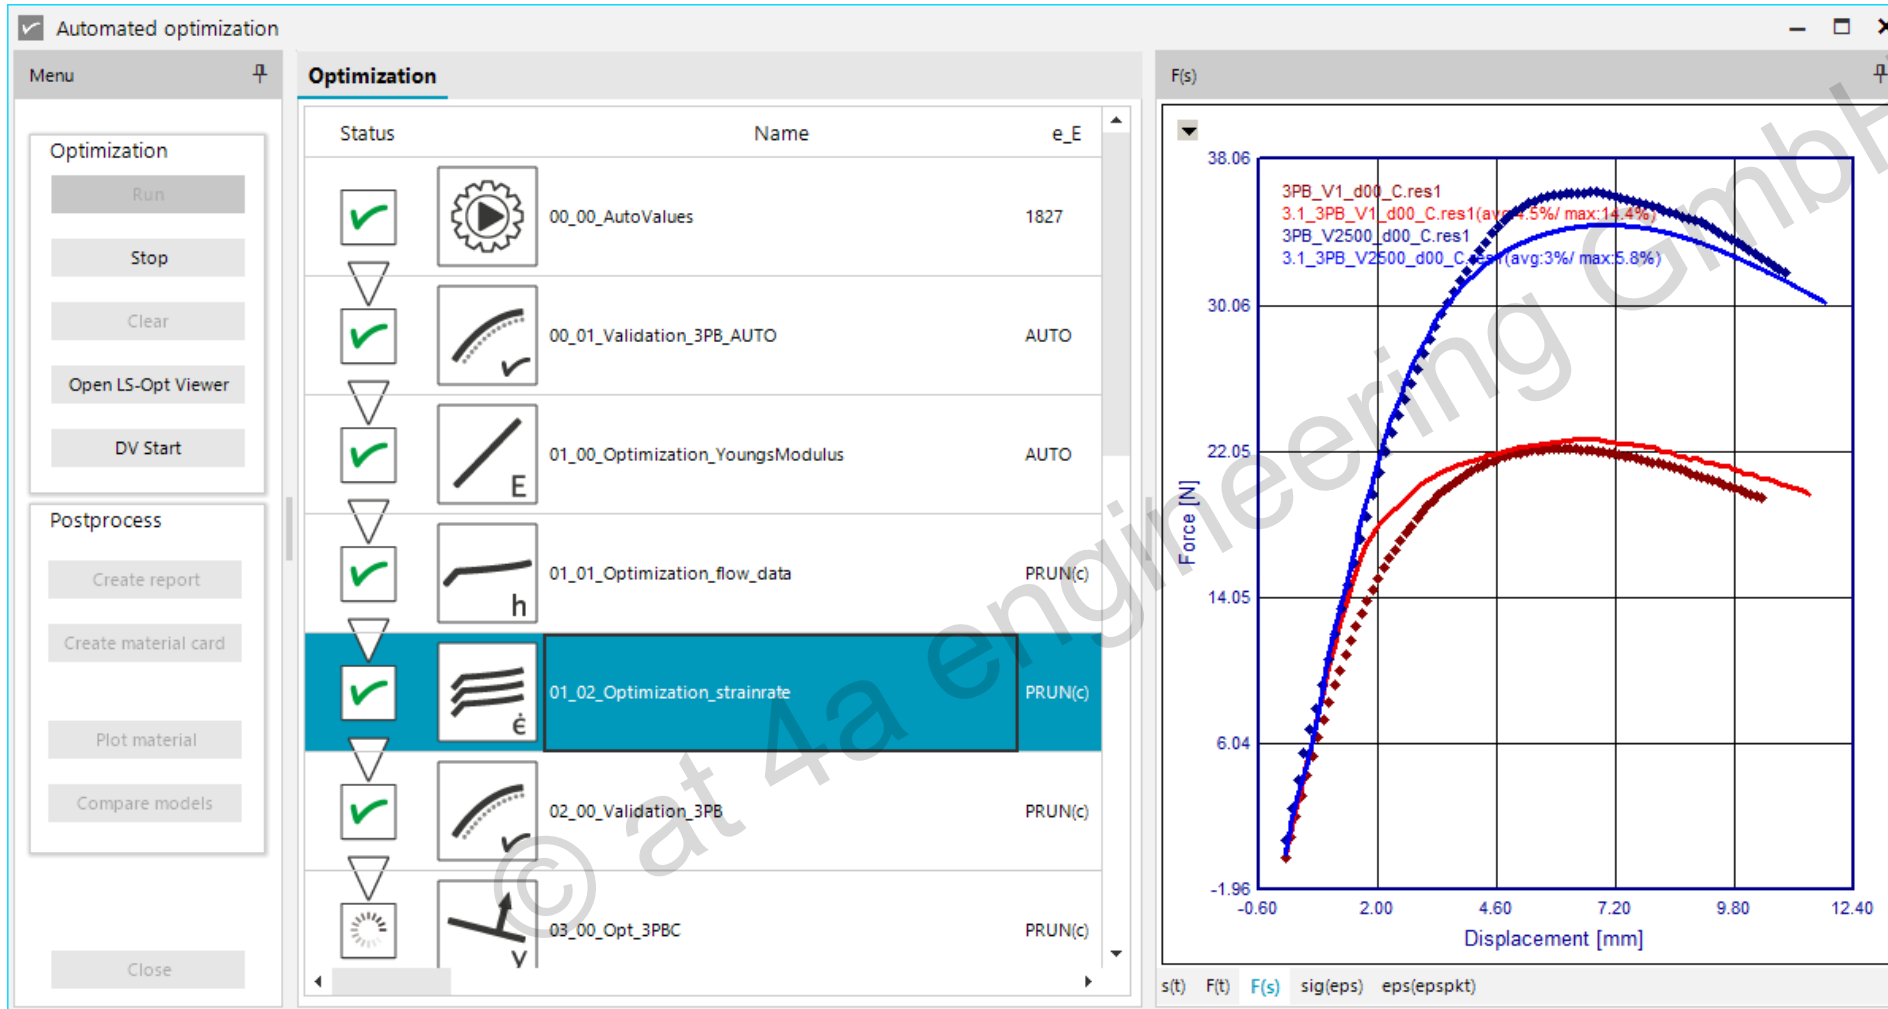 Automated optimization
Menu
Optimization
Run
Stop
Clear
Open LS-Opt Viewer
DV Start
Postprocess
Create report
Create material card
Plot material
Compare models
Close
Optimization
Status Name e_E
00_00_AutoValues 1827
00_01_Validation_3PB_AUTO AUTO
01_00_Optimization_YoungsModulus AUTO
E
01_01_Optimization_flow_data PRUN(c)
h
01_02_Optimization_strainrate PRUN(c)
ė
02_00_Validation_3PB PRUN(c)
03_00_Opt_3PBC PRUN(c)
ν
F(s)
38.06
30.06
22.05
14.05
6.04
-1.96
Force [N]
3PB_V1_d00_C.res1
3.1_3PB_V1_d00_C.res1(avg:4.5%/ max:14.4%)
3PB_V2500_d00_C.res1
3.1_3PB_V2500_d00_C.res1(avg:3%/ max:5.8%)
-0.60 2.00 4.60 7.20 9.80 12.40
Displacement [mm]
s(t) F(t) F(s) sig(eps) eps(epspkt)
© at 4a engineering GmbH